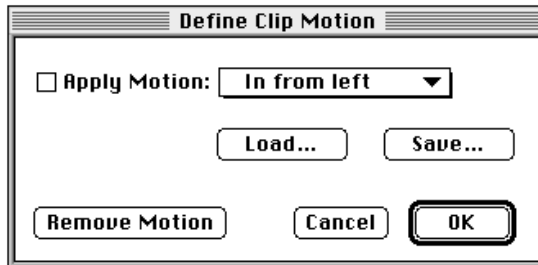 Define Clip Motion
Apply Motion: In from left
Load... Save...
Remove Motion Cancel OK